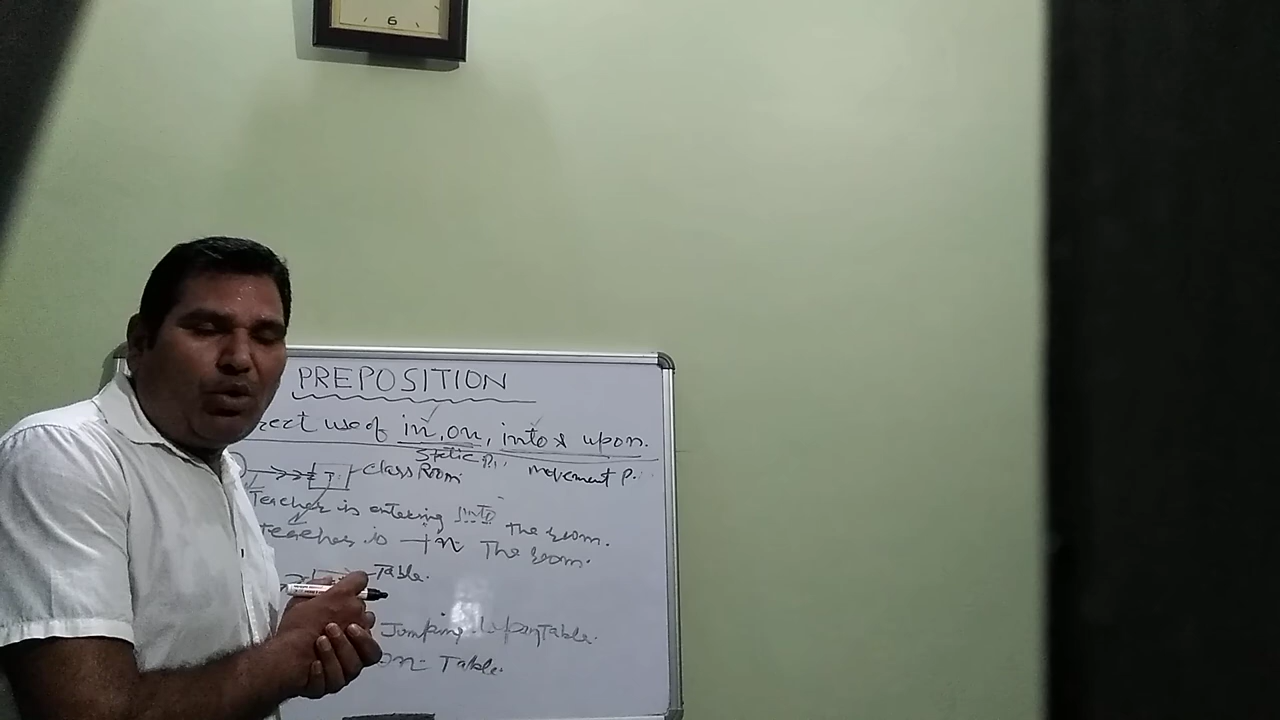 6
PREPOSITION
rect use of in, on, into & upon.
Static P. movement P.
T. Class Room
Teacher is entering into the room.
teacher is in The room.
Table.
Jumping upon Table.
on Table.